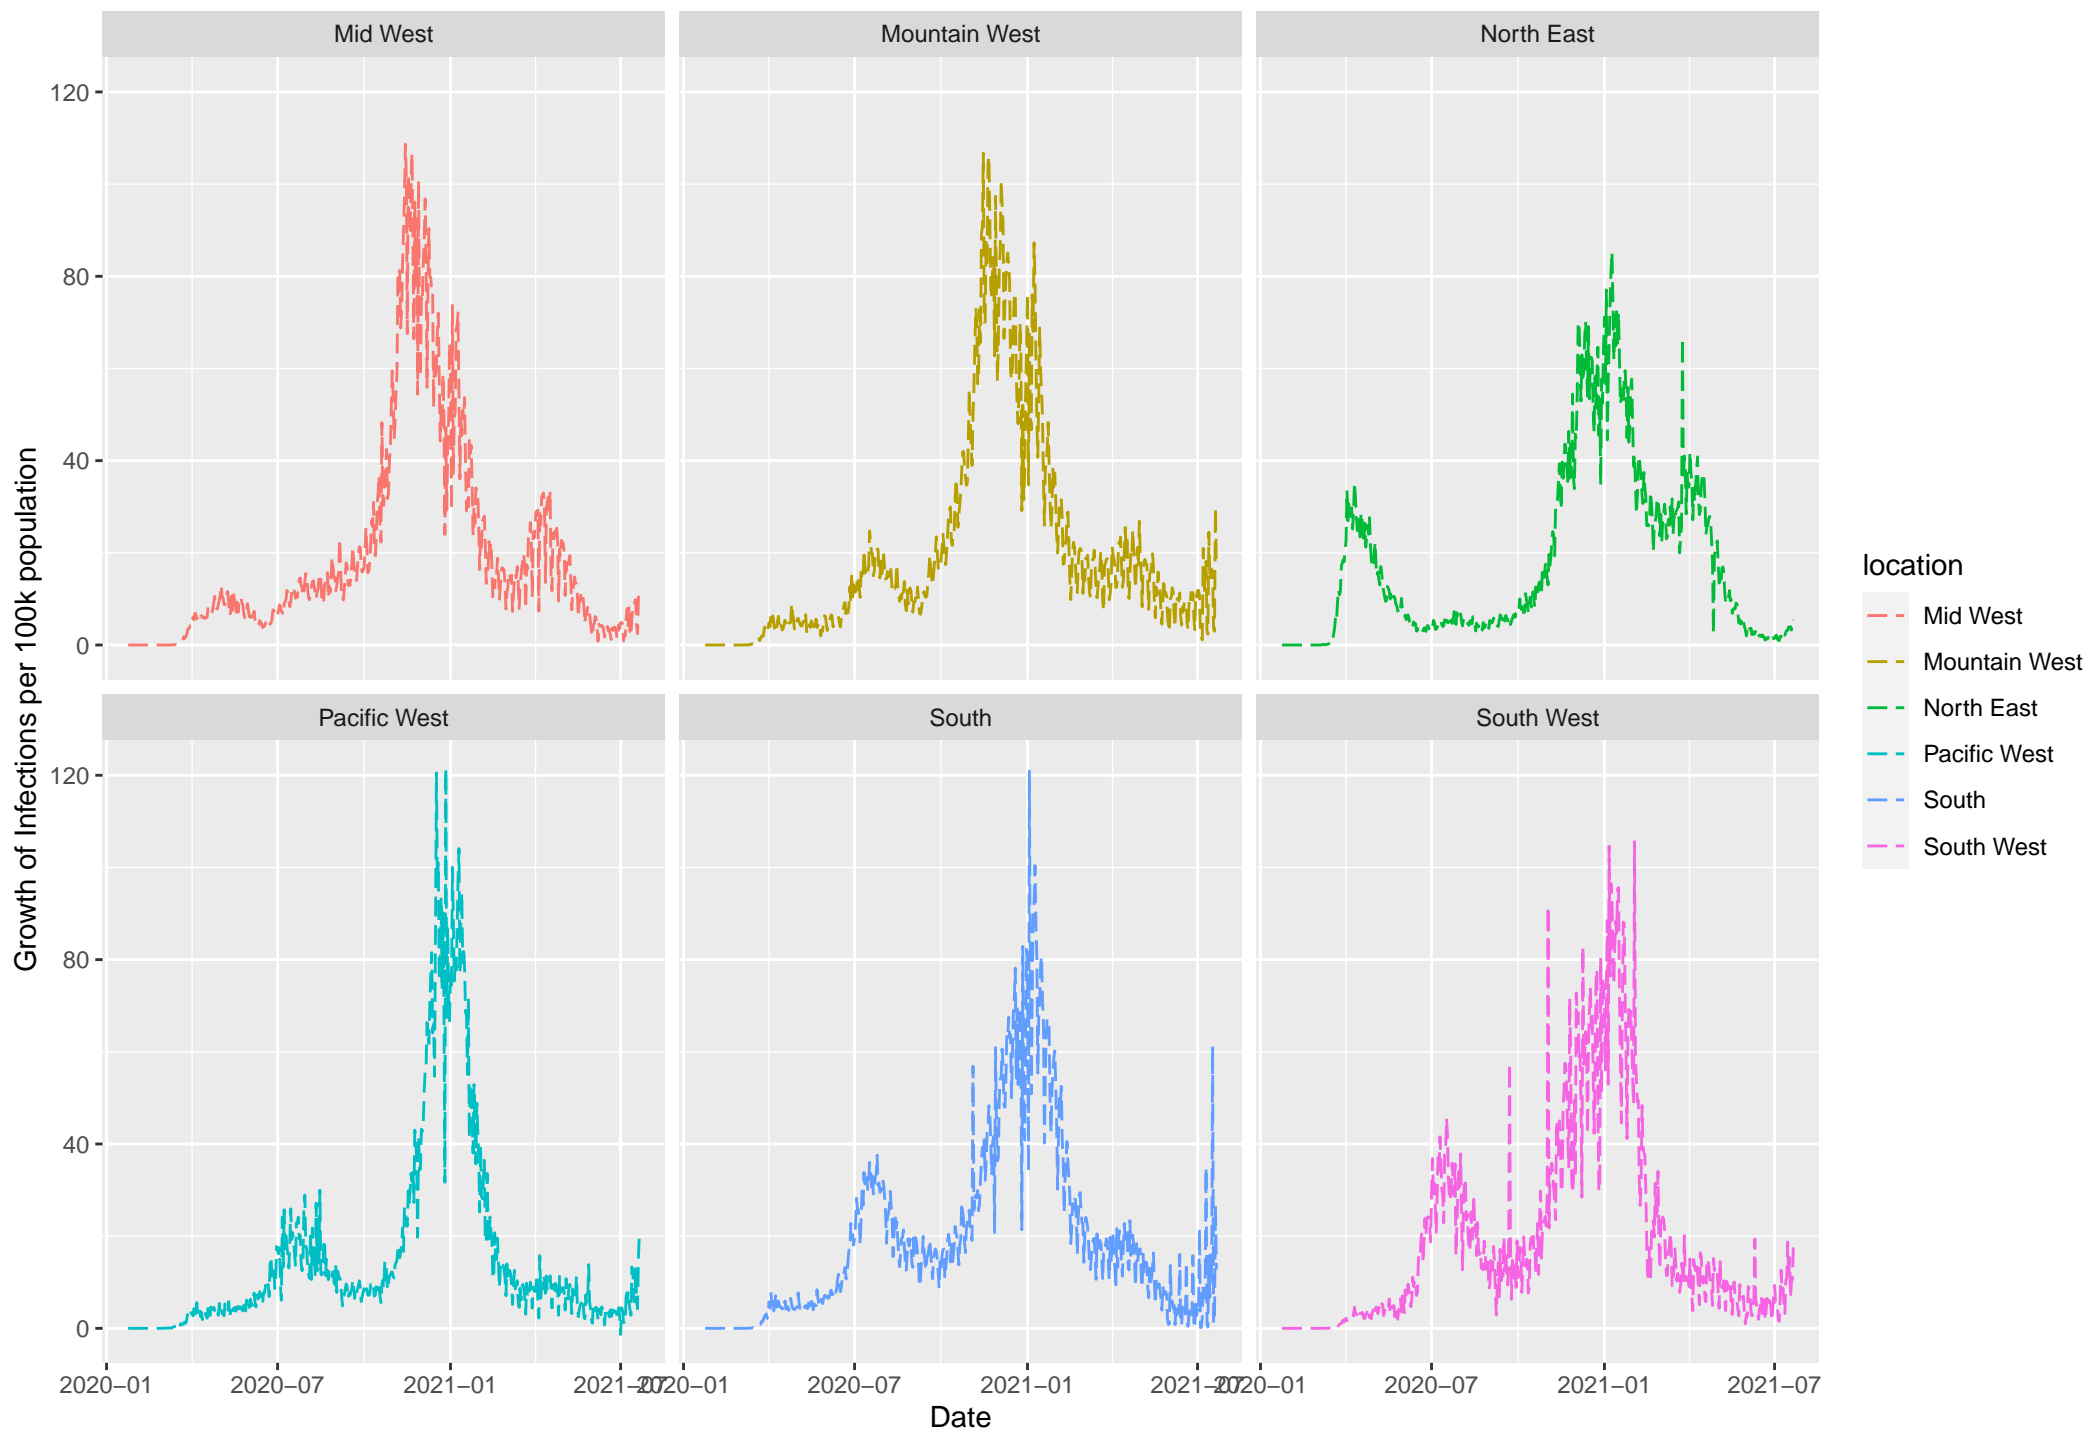 Mid West
Mountain West
North East
120
80
40
0
Pacific West
South
South West
120
80
40
0
2020–01
2020–07
2021–01
2021–07
2020–01
2020–07
2021–01
2021–07
2020–01
2020–07
2021–01
2021–07
Date
Growth of Infections per 100k population
location
Mid West
Mountain West
North East
Pacific West
South
South West